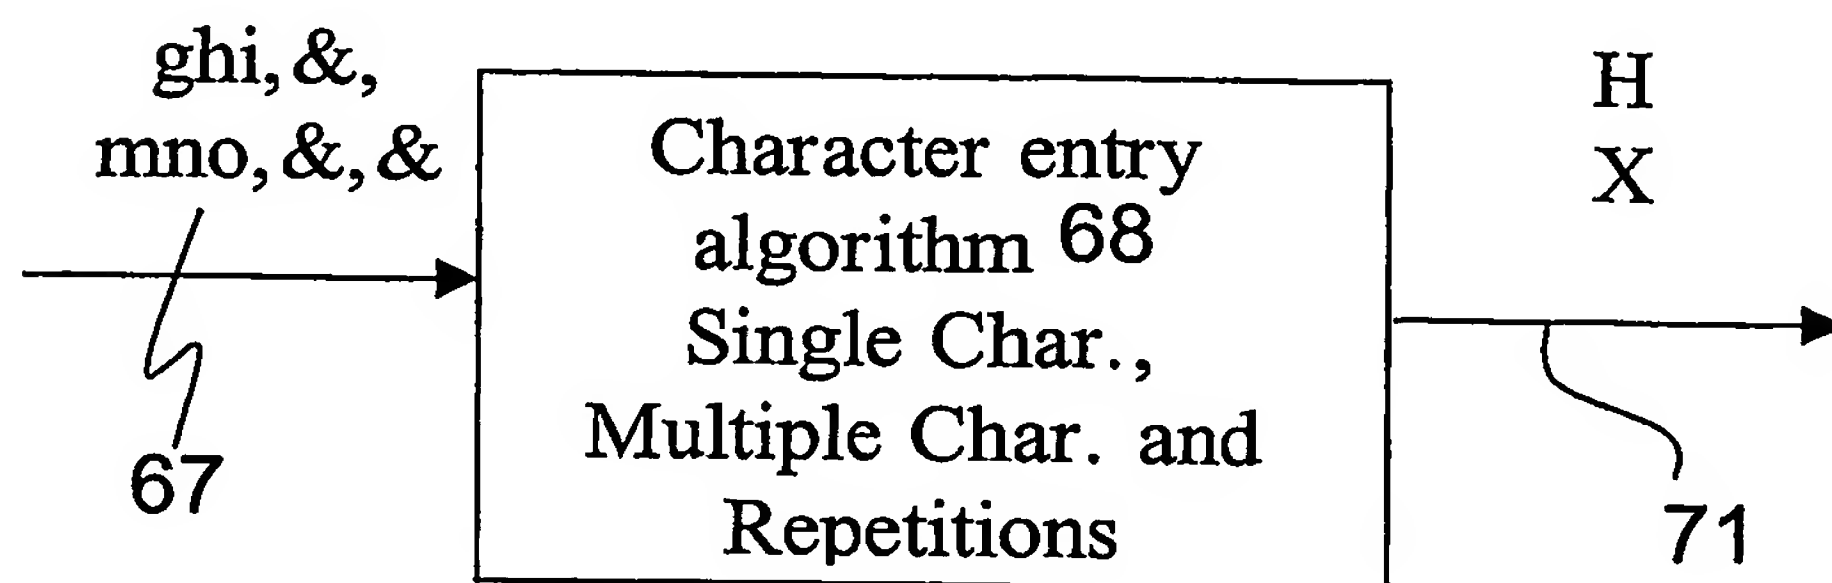 ghi, &,
mno, &, &
67
Character entry
algorithm 68
Single Char.,
Multiple Char. and
Repetitions
H
X
71